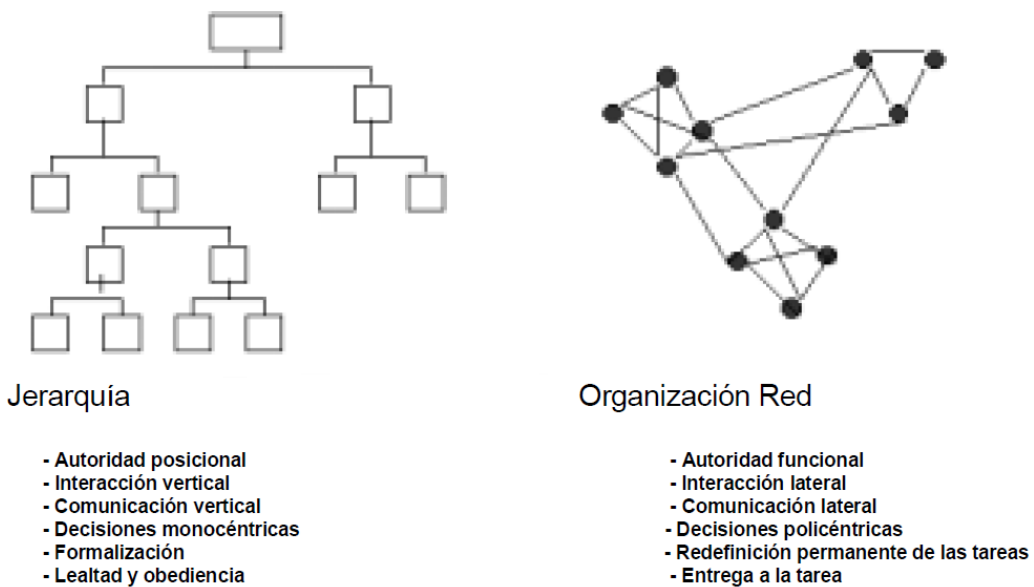 Jerarquía
- Autoridad posicional
- Interacción vertical
- Comunicación vertical
- Decisiones monocéntricas
- Formalización
- Lealtad y obediencia
Organización Red
- Autoridad funcional
- Interacción lateral
- Comunicación lateral
- Decisiones policéntricas
- Redefinición permanente de las tareas
- Entrega a la tarea